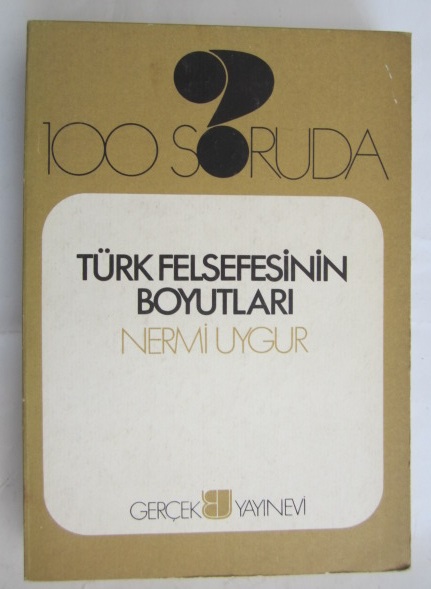 100 SORUDA
TÜRK FELSEFESİNİN
BOYUTLARI
NERMİ UYGUR
GERÇEK YAYINEVİ